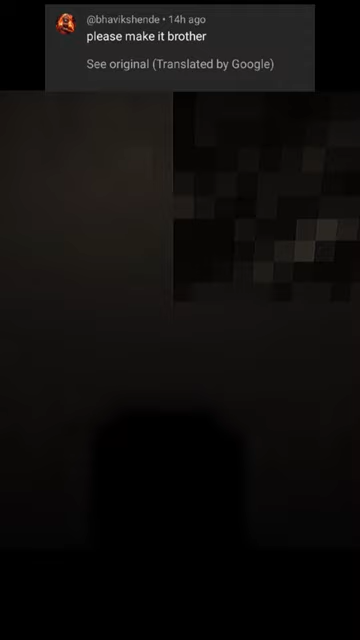 @bhavikshende • 14h ago
please make it brother
See original (Translated by Google)